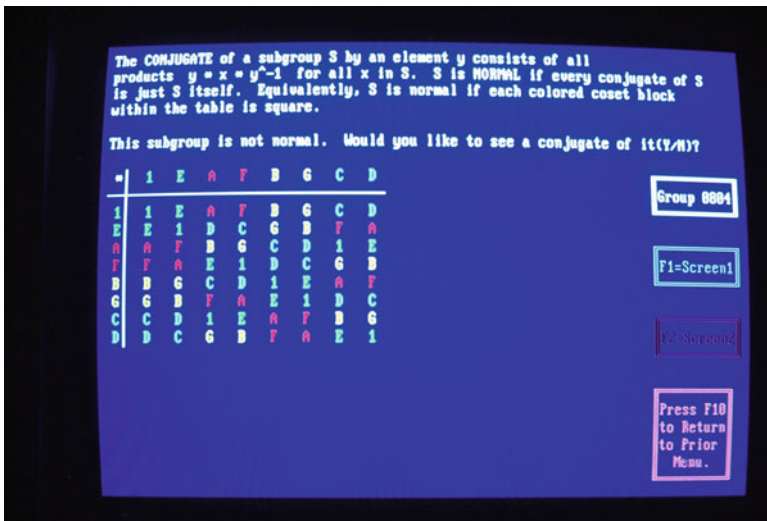 The CONJUGATE of a subgroup S by an element y consists of all
products y * x * y^-1 for all x in S. S is NORMAL if every conjugate of S
is just S itself. Equivalently, S is normal if each colored coset block
within the table is square.
This subgroup is not normal. Would you like to see a conjugate of it(Y/N)?
* 1 E A F B G C D
1 1 E A F B G C D
E E 1 D C G B F A
A A F B G C D 1 E
F F A E 1 D C G B
B B G C D 1 E A F
G G B F A E 1 D C
C C D 1 E A F B G
D D C G B F A E 1
Group 0804
F1=Screen1
F2=Screen2
Press F10
to Return
to Prior
Menu.